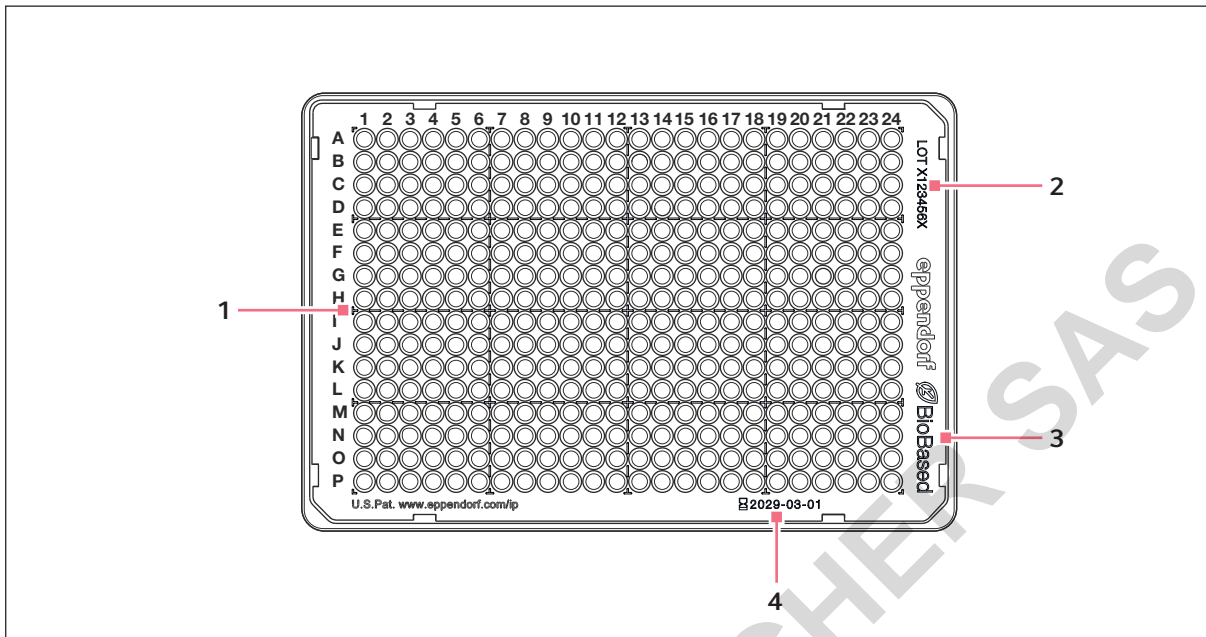 1 2 3 4 5 6 7 8 9 10 11 12 13 14 15 16 17 18 19 20 21 22 23 24
A
B
C
D
E
F
G
H
I
J
K
L
M
N
O
P
LOT X123456X
eppendorf
BioBased
U.S.Pat. www.eppendorf.com/ip
2029-03-01
1
2
3
4
CHER SAS